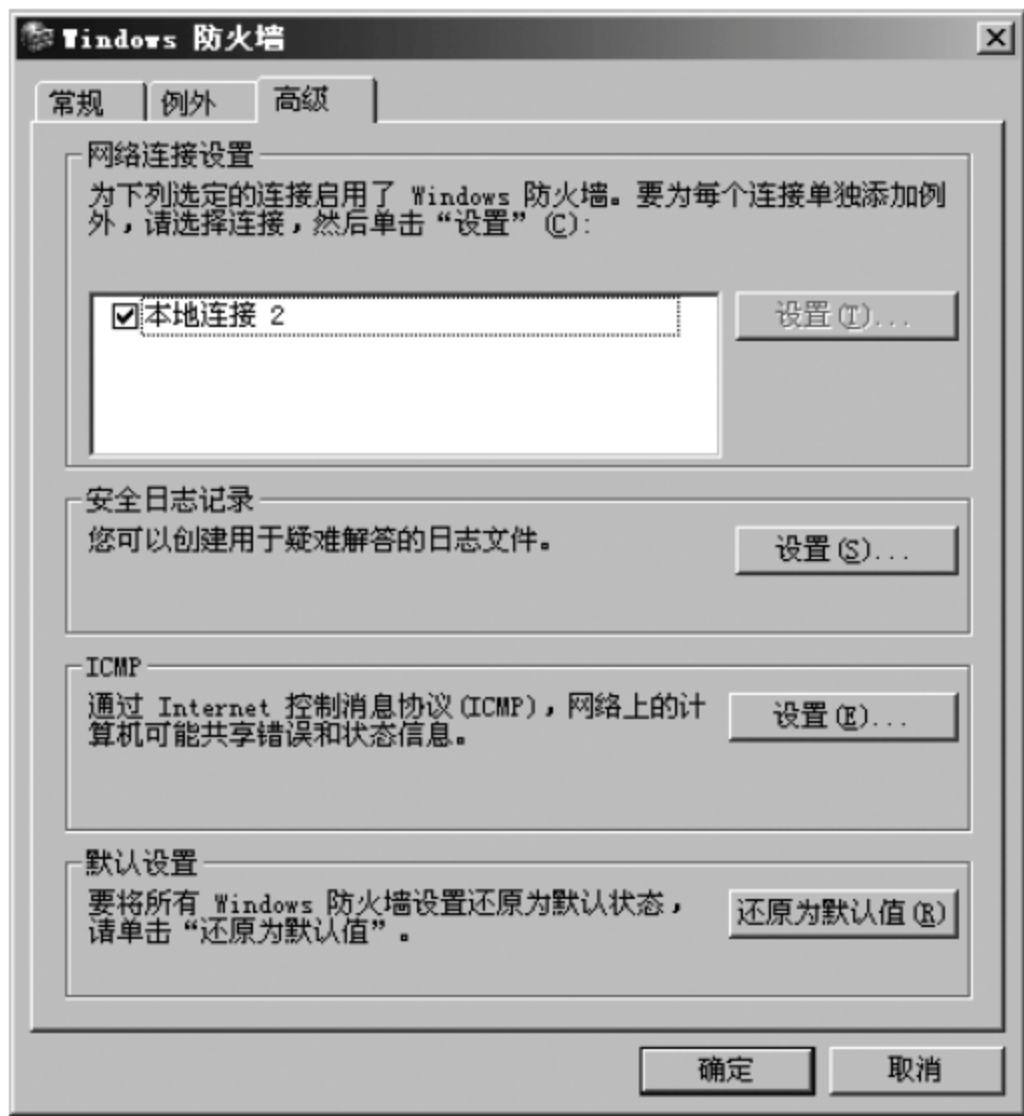 Windows 防火墙
常规 例外 高级
网络连接设置
为下列选定的连接启用了 Windows 防火墙。要为每个连接单独添加例
外，请选择连接，然后单击“设置”(C):
本地连接 2
设置(T)...
安全日志记录
您可以创建用于疑难解答的日志文件。
设置(S)...
ICMP
通过 Internet 控制消息协议(ICMP)，网络上的计
算机可能共享错误和状态信息。
设置(E)...
默认设置
要将所有 Windows 防火墙设置还原为默认状态，
请单击“还原为默认值”。
还原为默认值(R)
确定 取消